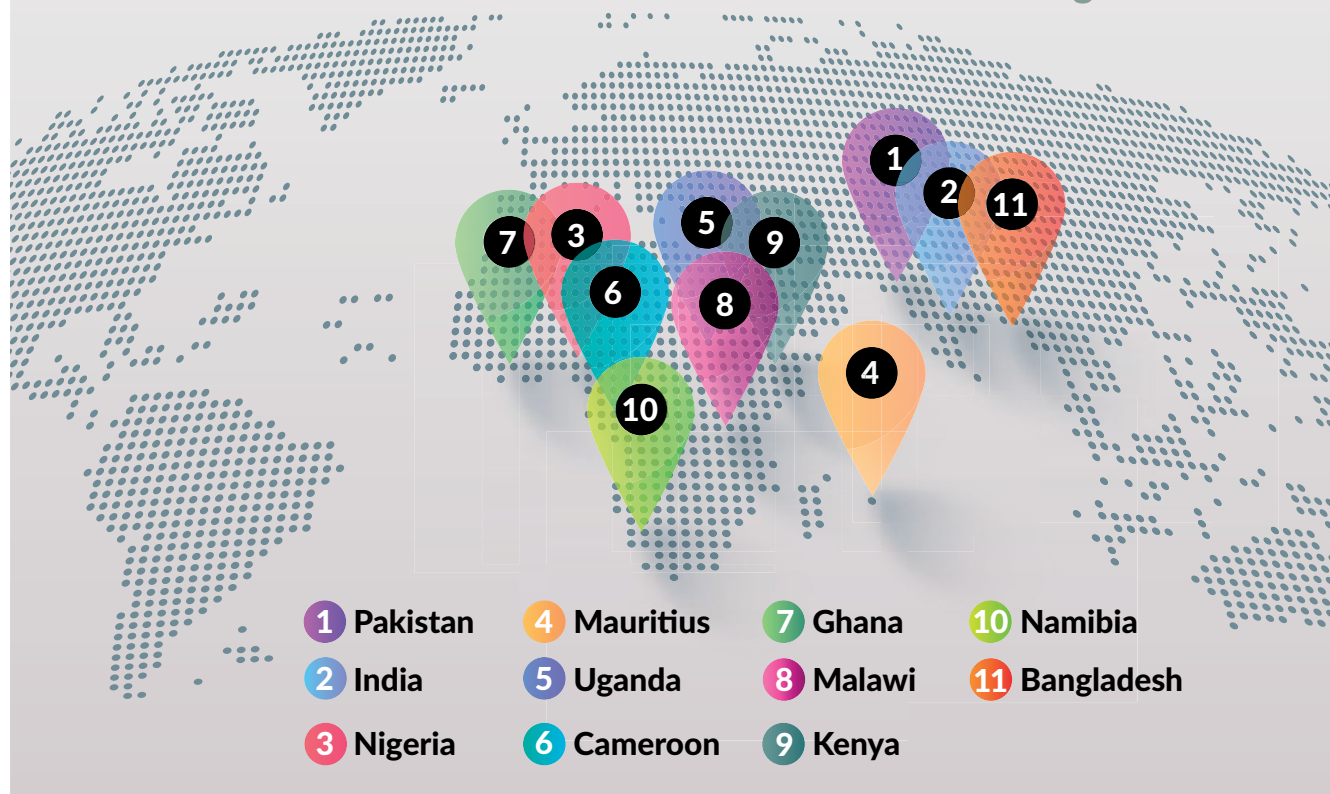 1
2
11
7
3
5
9
6
8
4
10
1 Pakistan
2 India
3 Nigeria
4 Mauritius
5 Uganda
6 Cameroon
7 Ghana
8 Malawi
9 Kenya
10 Namibia
11 Bangladesh